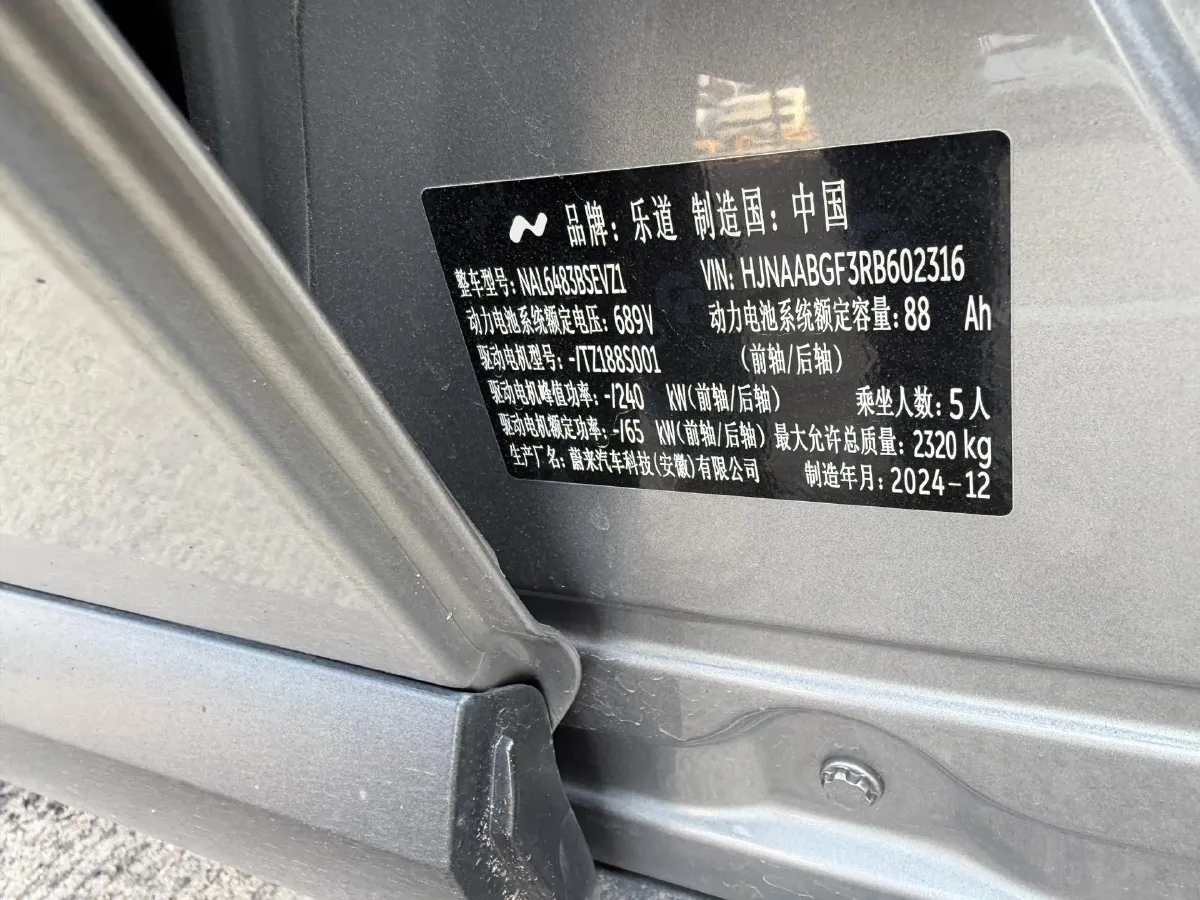 品牌：乐道 制造国：中国
整车型号：NAL6483BSEVZ1 VIN: HJNAABGF3RB602316
动力电池系统额定电压：689V 动力电池系统额定容量：88 Ah
驱动电机型号：-/TZ188S001 (前轴/后轴)
驱动电机峰值功率：-/240 kW(前轴/后轴) 乘坐人数：5人
驱动电机额定功率：-/65 kW(前轴/后轴) 最大允许总质量：2320 kg
生产厂名：蔚来汽车科技(安徽)有限公司 制造年月：2024-12